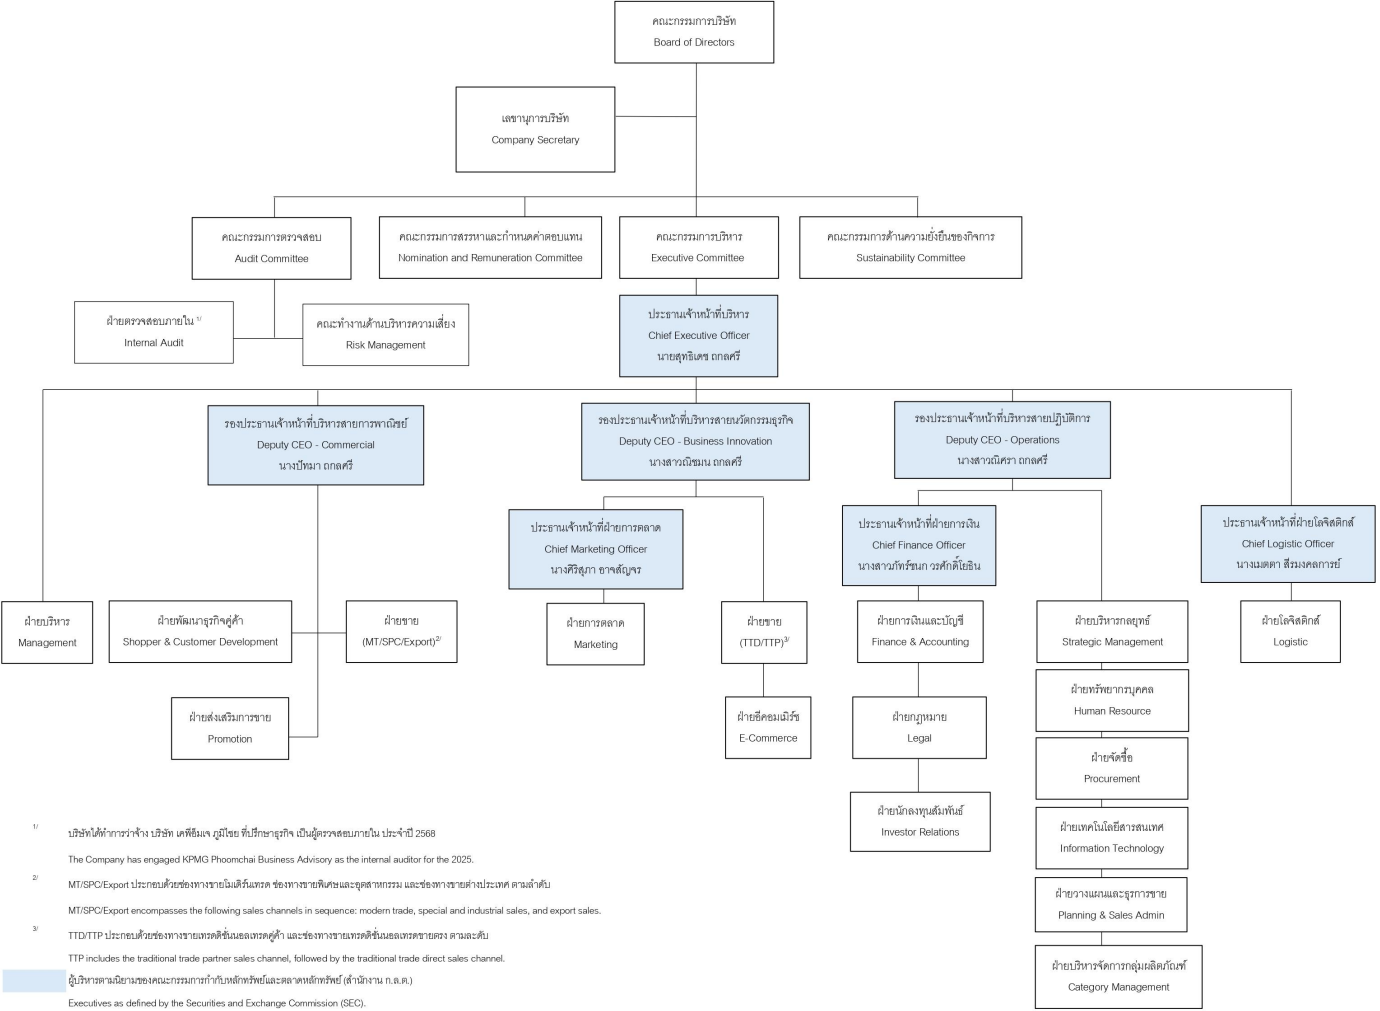 คณะกรรมการบริษัท
Board of Directors
เลขานุการบริษัท
Company Secretary
คณะกรรมการตรวจสอบ
Audit Committee
คณะกรรมการสรรหาและกำหนดค่าตอบแทน
Nomination and Remuneration Committee
คณะกรรมการบริหาร
Executive Committee
คณะกรรมการด้านความยั่งยืนของกิจการ
Sustainability Committee
ฝ่ายตรวจสอบภายใน 1/
Internal Audit
คณะทำงานด้านบริหารความเสี่ยง
Risk Management
ประธานเจ้าหน้าที่บริหาร
Chief Executive Officer
นายสุทธิเดช ถกลศรี
รองประธานเจ้าหน้าที่บริหารสายการพาณิชย์
Deputy CEO - Commercial
นางปัทมา ถกลศรี
รองประธานเจ้าหน้าที่บริหารสายนวัตกรรมธุรกิจ
Deputy CEO - Business Innovation
นางสาวณิชมน ถกลศรี
รองประธานเจ้าหน้าที่บริหารสายปฏิบัติการ
Deputy CEO - Operations
นางสาวณิศรา ถกลศรี
ประธานเจ้าหน้าที่ฝ่ายการตลาด
Chief Marketing Officer
นางศิริสุภา อาจสัญจร
ประธานเจ้าหน้าที่ฝ่ายการเงิน
Chief Finance Officer
นางสาวภัทร์ชนก วรศักดิ์โยธิน
ประธานเจ้าหน้าที่ฝ่ายโลจิสติกส์
Chief Logistic Officer
นางเมตตา สีรมงคลการย์
ฝ่ายบริหาร
Management
ฝ่ายพัฒนาธุรกิจคู่ค้า
Shopper & Customer Development
ฝ่ายขาย
(MT/SPC/Export)2/
ฝ่ายการตลาด
Marketing
ฝ่ายขาย
(TTD/TTP)3/
ฝ่ายการเงินและบัญชี
Finance & Accounting
ฝ่ายบริหารกลยุทธ์
Strategic Management
ฝ่ายโลจิสติกส์
Logistic
ฝ่ายส่งเสริมการขาย
Promotion
ฝ่ายอีคอมเมิร์ซ
E-Commerce
ฝ่ายกฎหมาย
Legal
ฝ่ายทรัพยากรบุคคล
Human Resource
ฝ่ายจัดซื้อ
Procurement
ฝ่ายนักลงทุนสัมพันธ์
Investor Relations
ฝ่ายเทคโนโลยีสารสนเทศ
Information Technology
ฝ่ายวางแผนและธุรการขาย
Planning & Sales Admin
ฝ่ายบริหารจัดการกลุ่มผลิตภัณฑ์
Category Management
1/ บริษัทได้ทำการว่าจ้าง บริษัท เคพีเอ็มเจ ภูมิไชย ที่ปรึกษาธุรกิจ เป็นผู้ตรวจสอบภายใน ประจำปี 2568
The Company has engaged KPMG Phoomchai Business Advisory as the internal auditor for the 2025.
2/ MT/SPC/Export ประกอบด้วยช่องทางขายโมเดิร์นเทรด ช่องทางขายพิเศษและอุตสาหกรรม และช่องทางขายต่างประเทศ ตามลำดับ
MT/SPC/Export encompasses the following sales channels in sequence: modern trade, special and industrial sales, and export sales.
3/ TTD/TTP ประกอบด้วยช่องทางขายเทรดดิชั่นนอลเทรดคู่ค้า และช่องทางขายเทรดดิชั่นนอลเทรดขายตรง ตามละดับ
TTP includes the traditional trade partner sales channel, followed by the traditional trade direct sales channel.
ผู้บริหารตามนิยามของคณะกรรมการกำกับหลักทรัพย์และตลาดหลักทรัพย์ (สำนักงาน ก.ล.ต.)
Executives as defined by the Securities and Exchange Commission (SEC).